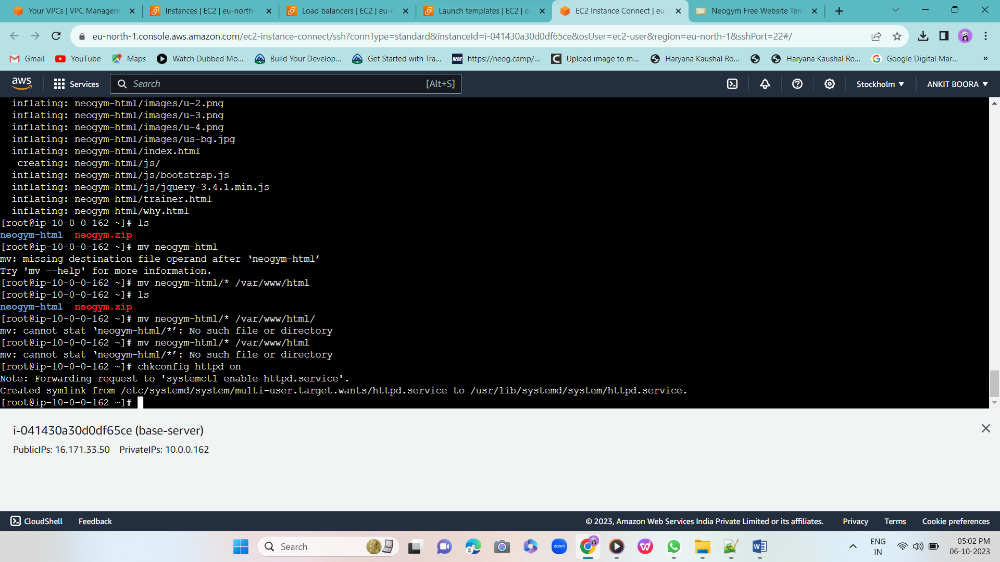 Your VPCs | VPC Managem
Instances | EC2 | eu-north-
Load balancers | EC2 | eu-n
Launch templates | EC2 | eu
EC2 Instance Connect | eu-
Neogym Free Website Tem
eu-north-1.console.aws.amazon.com/ec2-instance-connect/ssh?connType=standard&instanceId=i-041430a30d0df65ce&osUser=ec2-user&region=eu-north-1&sshPort=22#/
Gmail
YouTube
Maps
Watch Dubbed Mo...
Build Your Develop...
Get Started with Tra...
NEOG
https://neog.camp/...
Upload image to m...
Haryana Kaushal Ro...
Haryana Kaushal Ro...
Google Digital Mar...
»
aws
Services
Search
[Alt+S]
Stockholm
ANKIT BOORA
inflating: neogym-html/images/u-2.png
inflating: neogym-html/images/u-3.png
inflating: neogym-html/images/u-4.png
inflating: neogym-html/images/us-bg.jpg
inflating: neogym-html/index.html
creating: neogym-html/js/
inflating: neogym-html/js/bootstrap.js
inflating: neogym-html/js/jquery-3.4.1.min.js
inflating: neogym-html/trainer.html
inflating: neogym-html/why.html
[root@ip-10-0-0-162 ~]# ls
neogym-html neogym.zip
[root@ip-10-0-0-162 ~]# mv neogym-html
mv: missing destination file operand after ‘neogym-html’
Try 'mv --help' for more information.
[root@ip-10-0-0-162 ~]# mv neogym-html/* /var/www/html
[root@ip-10-0-0-162 ~]# ls
neogym-html neogym.zip
[root@ip-10-0-0-162 ~]# mv neogym-html/* /var/www/html/
mv: cannot stat ‘neogym-html/*’: No such file or directory
[root@ip-10-0-0-162 ~]# mv neogym-html/* /var/www/html
mv: cannot stat ‘neogym-html/*’: No such file or directory
[root@ip-10-0-0-162 ~]# chkconfig httpd on
Note: Forwarding request to 'systemctl enable httpd.service'.
Created symlink from /etc/systemd/system/multi-user.target.wants/httpd.service to /usr/lib/systemd/system/httpd.service.
[root@ip-10-0-0-162 ~]#
i-041430a30d0df65ce (base-server)
PublicIPs: 16.171.33.50 PrivateIPs: 10.0.0.162
CloudShell
Feedback
© 2023, Amazon Web Services India Private Limited or its affiliates.
Privacy
Terms
Cookie preferences
Search
zoom
ENG
IN
05:02 PM
06-10-2023